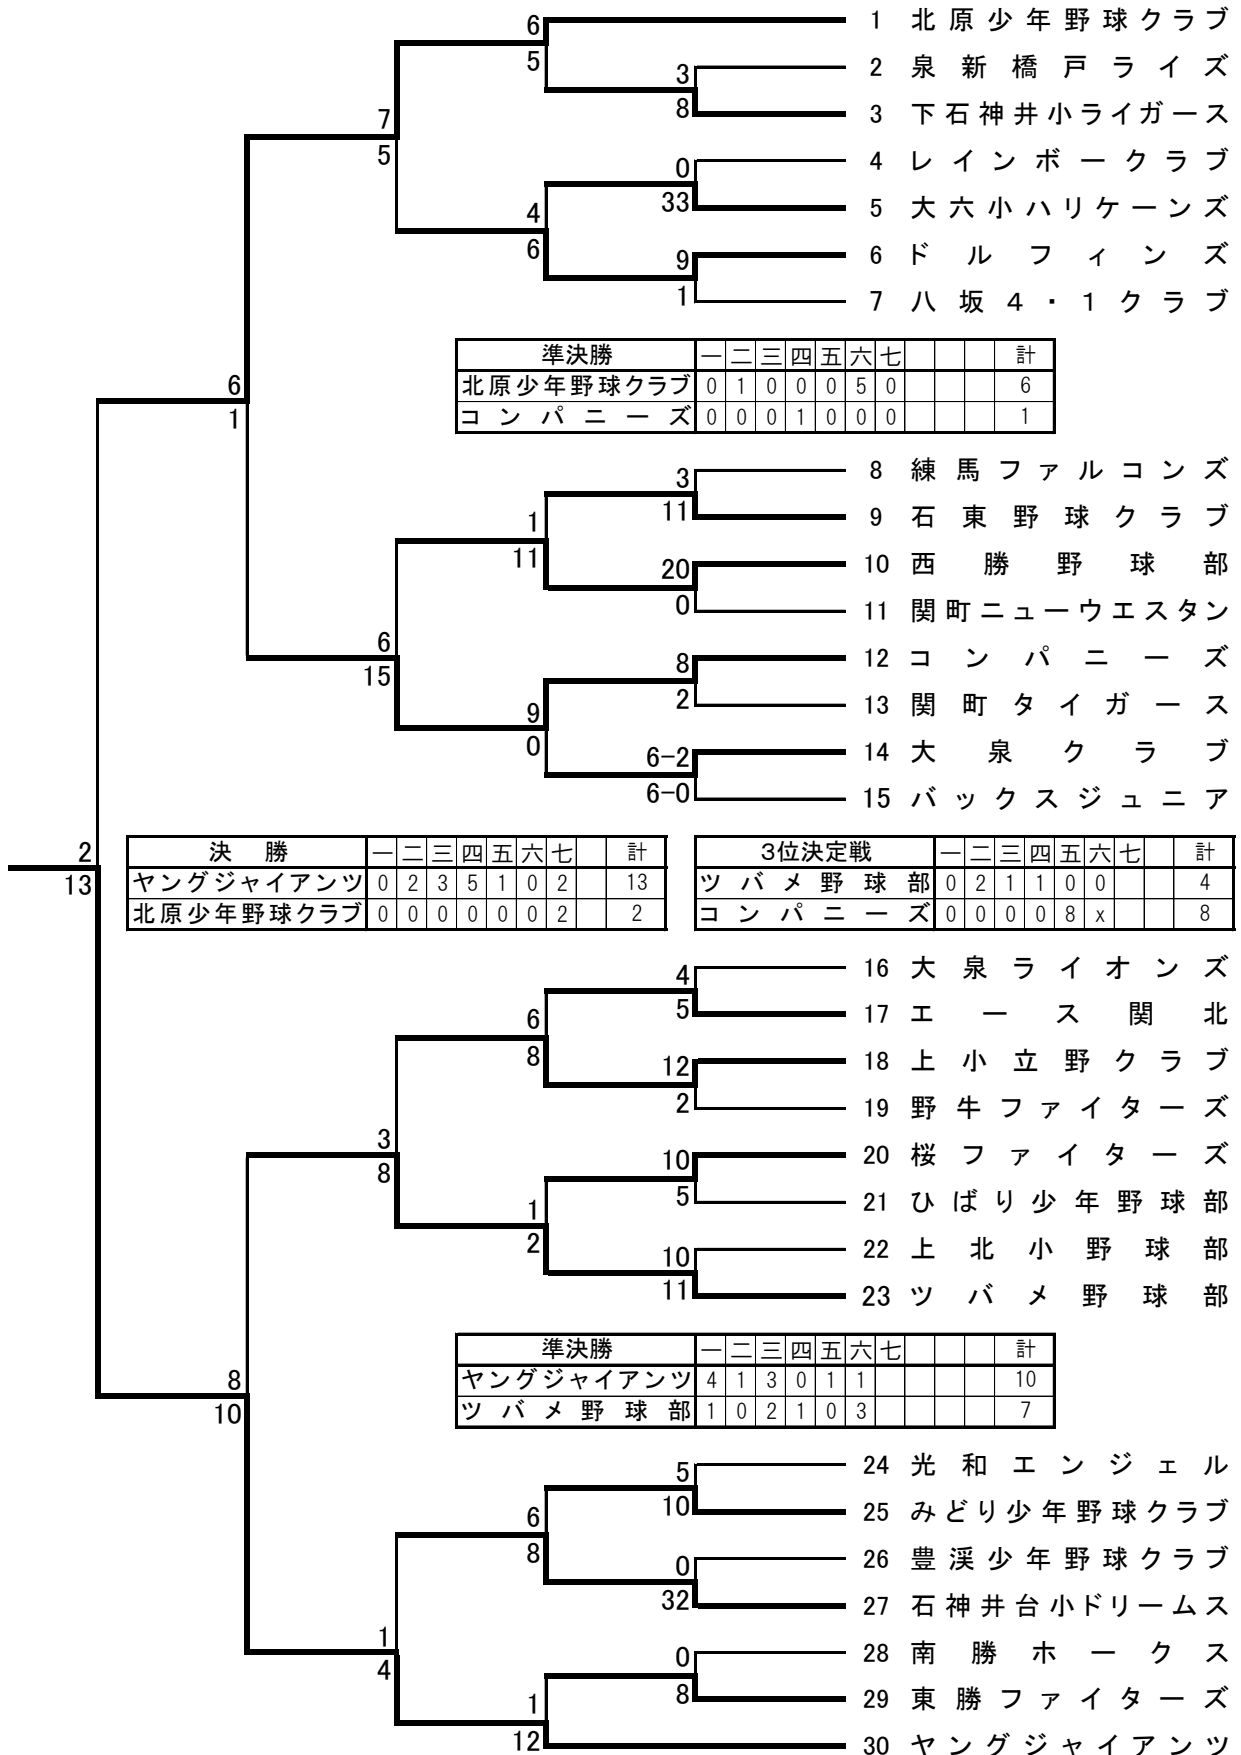 6 1 北原少年野球クラブ
5 3 2 泉新橋戸ライズ
7 8 3 下石神井小ライガース
5 0 4 レインボークラブ
4 33 5 大六小ハリケーンズ
6 9 6 ドルフィンズ
1 7 八坂4・1クラブ
準決勝 一 二 三 四 五 六 七 計
6 北原少年野球クラブ 0 1 0 0 0 5 0 6
1 コンパニーズ 0 0 0 1 0 0 0 1
3 8 練馬ファルコンズ
1 11 9 石東野球クラブ
11 20 10 西勝野球部
0 11 関町ニューウエスタン
6 8 12 コンパニーズ
15 2 13 関町タイガース
9 6-2 14 大泉クラブ
0 6-0 15 バックスジュニア
2 決勝 一 二 三 四 五 六 七 計 3位決定戦 一 二 三 四 五 六 七 計
13 ヤングジャイアンツ 0 2 3 5 1 0 2 13 ツバメ野球部 0 2 1 1 0 0 4
北原少年野球クラブ 0 0 0 0 0 0 2 2 コンパニーズ 0 0 0 0 8 x 8
4 16 大泉ライオンズ
6 5 17 エース関北
8 12 18 上小立野クラブ
2 19 野牛ファイターズ
3 10 20 桜ファイターズ
8 5 21 ひばり少年野球部
1 10 22 上北小野球部
2 11 23 ツバメ野球部
準決勝 一 二 三 四 五 六 七 計
8 ヤングジャイアンツ 4 1 3 0 1 1 10
10 ツバメ野球部 1 0 2 1 0 3 7
5 24 光和エンジェル
6 10 25 みどり少年野球クラブ
8 0 26 豊渓少年野球クラブ
32 27 石神井台小ドリームス
1 0 28 南勝ホークス
4 8 29 東勝ファイターズ
1 12 30 ヤングジャイアンツ